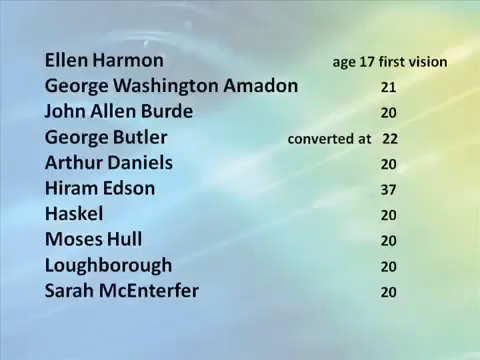 Ellen Harmon age 17 first vision
George Washington Amadon 21
John Allen Burde 20
George Butler converted at 22
Arthur Daniels 20
Hiram Edson 37
Haskel 20
Moses Hull 20
Loughborough 20
Sarah McEnterfer 20